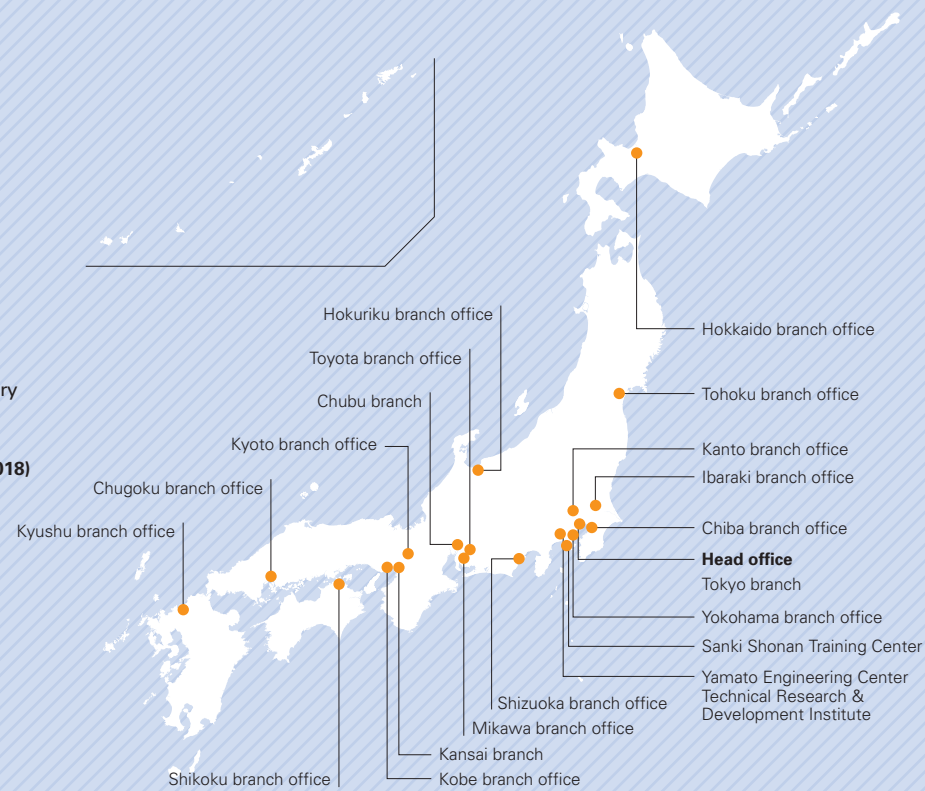 Hokuriku branch office
Hokkaido branch office
Toyota branch office
ry
Tohoku branch office
Chubu branch
Kyoto branch office
Kanto branch office
018)
Ibaraki branch office
Chugoku branch office
Kyushu branch office
Chiba branch office
Head office
Tokyo branch
Yokohama branch office
Sanki Shonan Training Center
Yamato Engineering Center
Technical Research &
Development Institute
Shizuoka branch office
Mikawa branch office
Kansai branch
Shikoku branch office
Kobe branch office